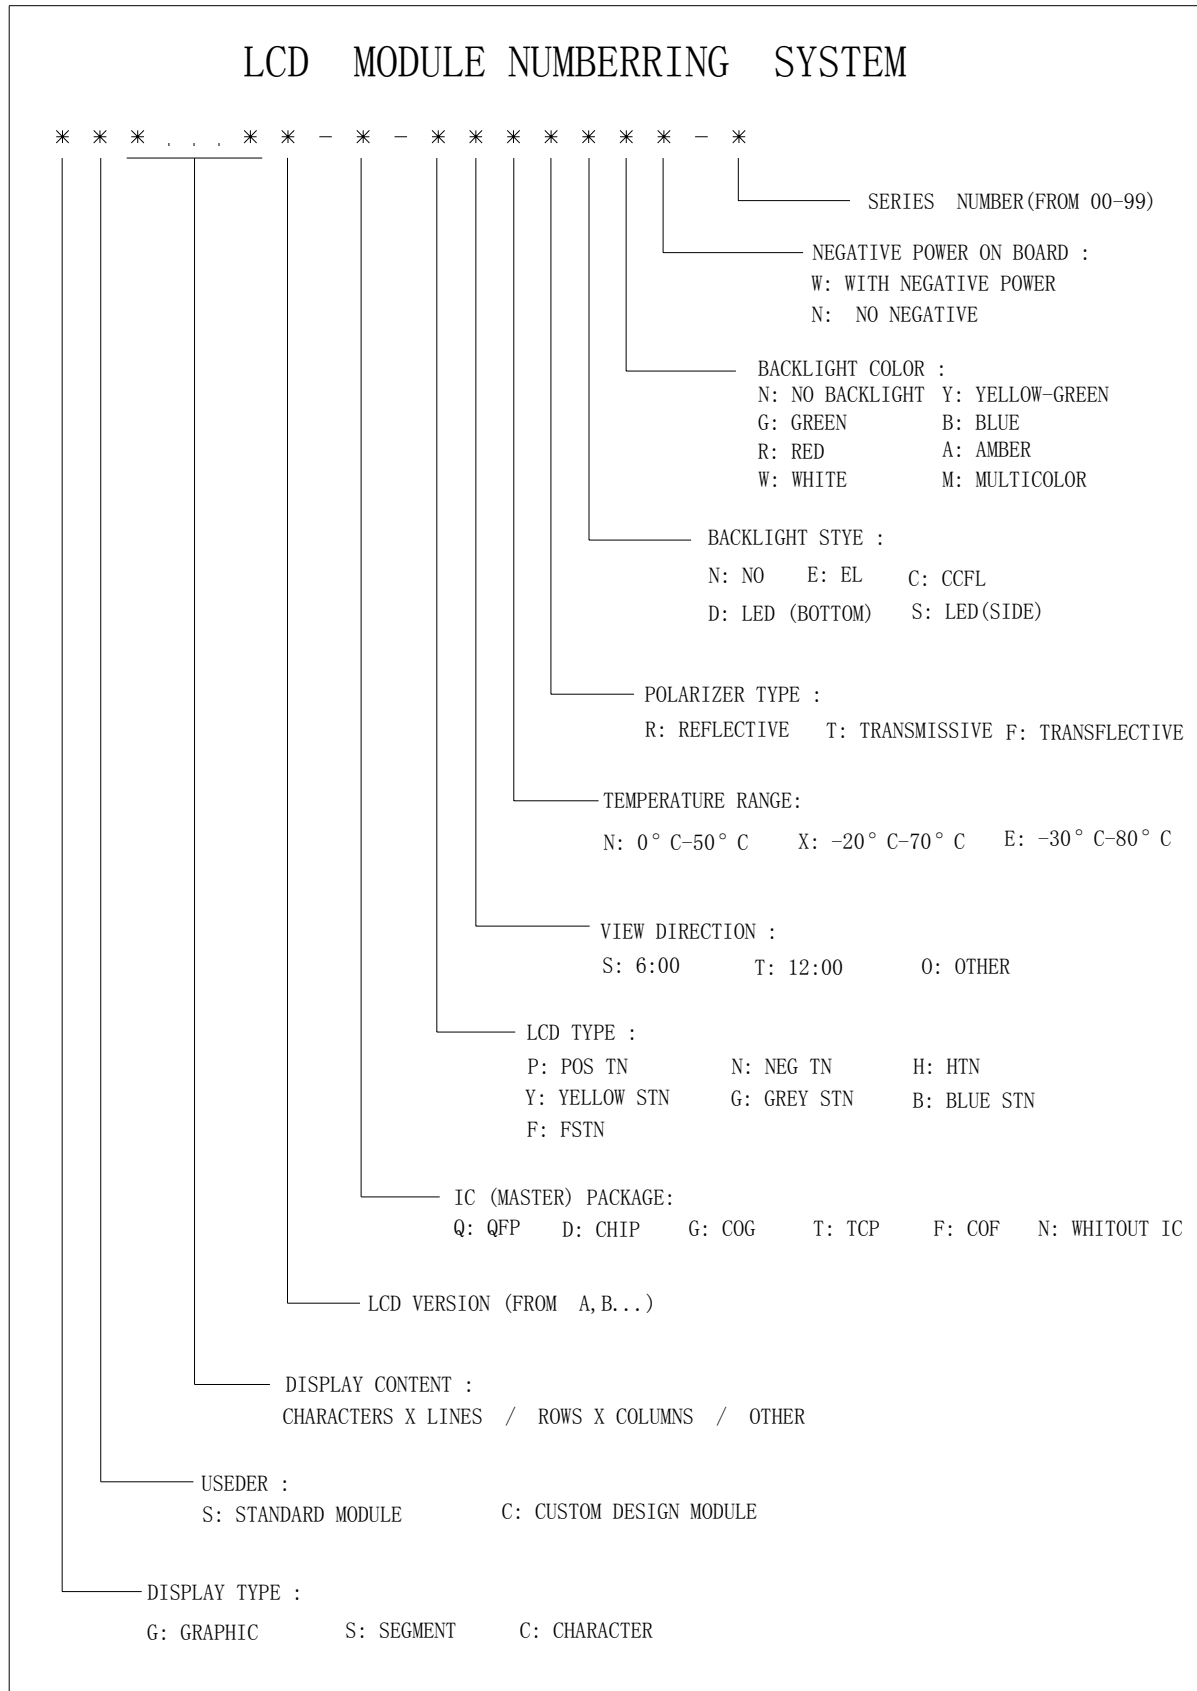 LCD MODULE NUMBERRING SYSTEM
* * * . . . * * - * - * * * * * * * - *
SERIES NUMBER(FROM 00-99)
NEGATIVE POWER ON BOARD :
W: WITH NEGATIVE POWER
N: NO NEGATIVE
BACKLIGHT COLOR :
N: NO BACKLIGHT Y: YELLOW-GREEN
G: GREEN B: BLUE
R: RED A: AMBER
W: WHITE M: MULTICOLOR
BACKLIGHT STYE :
N: NO E: EL C: CCFL
D: LED (BOTTOM) S: LED(SIDE)
POLARIZER TYPE :
R: REFLECTIVE T: TRANSMISSIVE F: TRANSFLECTIVE
TEMPERATURE RANGE:
N: 0° C-50° C X: -20° C-70° C E: -30° C-80° C
VIEW DIRECTION :
S: 6:00 T: 12:00 O: OTHER
LCD TYPE :
P: POS TN N: NEG TN H: HTN
Y: YELLOW STN G: GREY STN B: BLUE STN
F: FSTN
IC (MASTER) PACKAGE:
Q: QFP D: CHIP G: COG T: TCP F: COF N: WHITOUT IC
LCD VERSION (FROM A,B...)
DISPLAY CONTENT :
CHARACTERS X LINES / ROWS X COLUMNS / OTHER
USEDER :
S: STANDARD MODULE C: CUSTOM DESIGN MODULE
DISPLAY TYPE :
G: GRAPHIC S: SEGMENT C: CHARACTER